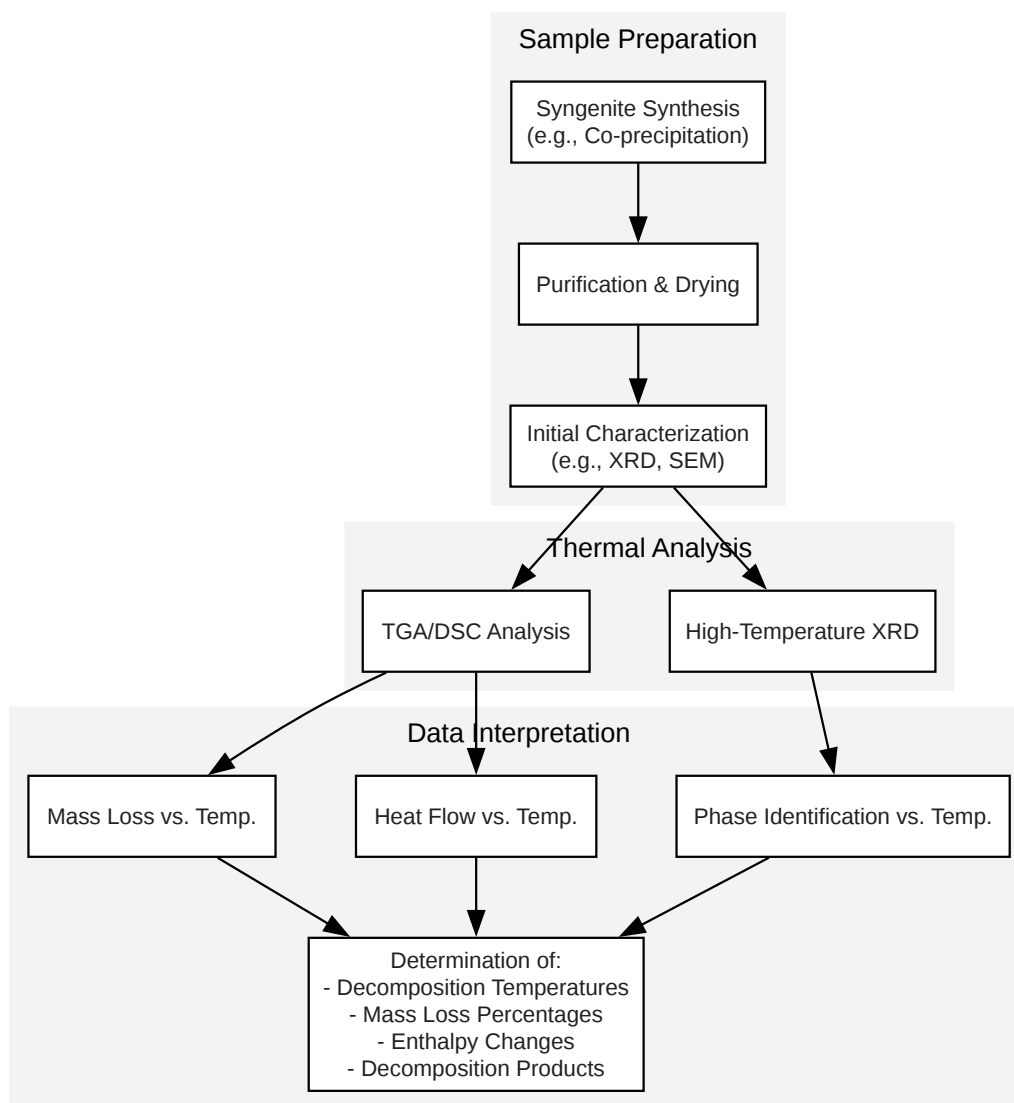 Sample Preparation
Syngenite Synthesis
(e.g., Co-precipitation)
Purification & Drying
Initial Characterization
(e.g., XRD, SEM)
Thermal Analysis
TGA/DSC Analysis
High-Temperature XRD
Data Interpretation
Mass Loss vs. Temp.
Heat Flow vs. Temp.
Phase Identification vs. Temp.
Determination of:
- Decomposition Temperatures
- Mass Loss Percentages
- Enthalpy Changes
- Decomposition Products